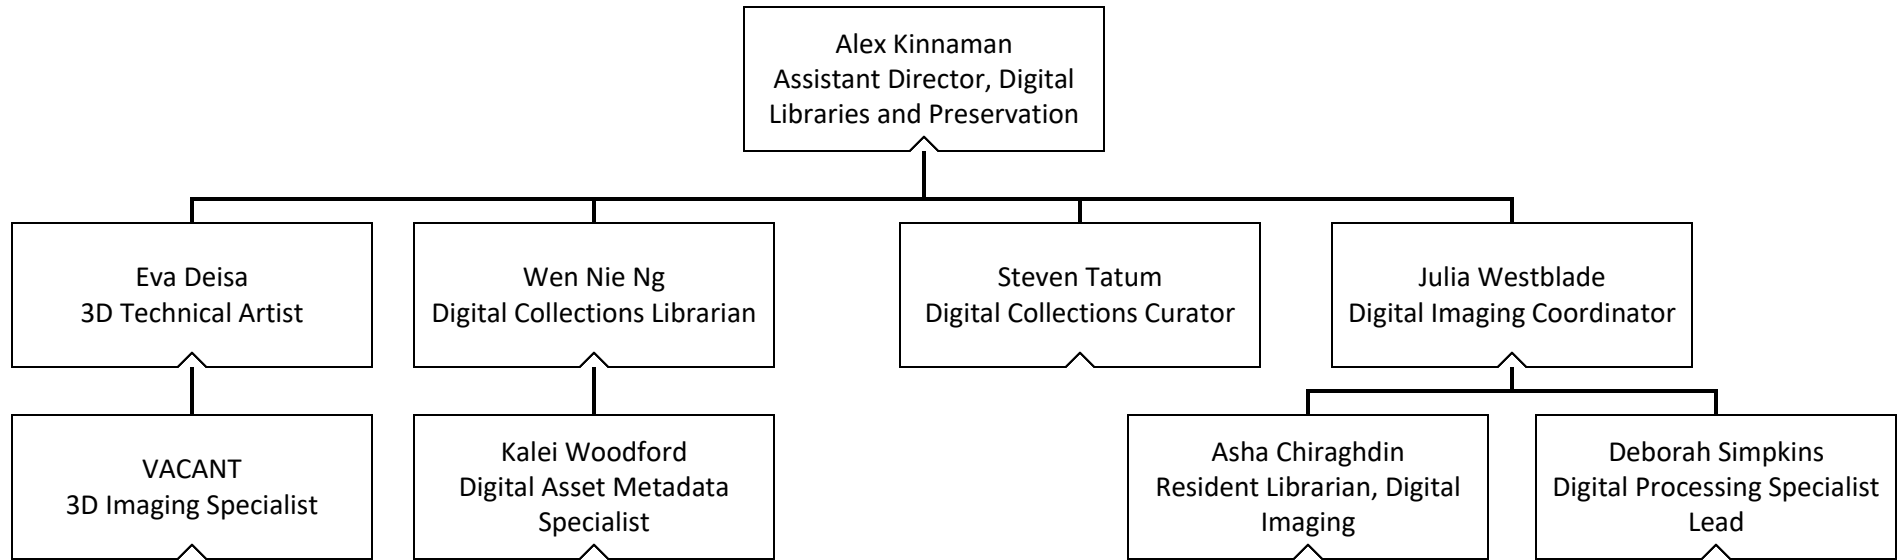 Alex Kinnaman
Assistant Director, Digital
Libraries and Preservation
Eva Deisa
3D Technical Artist
Wen Nie Ng
Digital Collections Librarian
Steven Tatum
Digital Collections Curator
Julia Westblade
Digital Imaging Coordinator
VACANT
3D Imaging Specialist
Kalei Woodford
Digital Asset Metadata
Specialist
Asha Chiraghdin
Resident Librarian, Digital
Imaging
Deborah Simpkins
Digital Processing Specialist
Lead